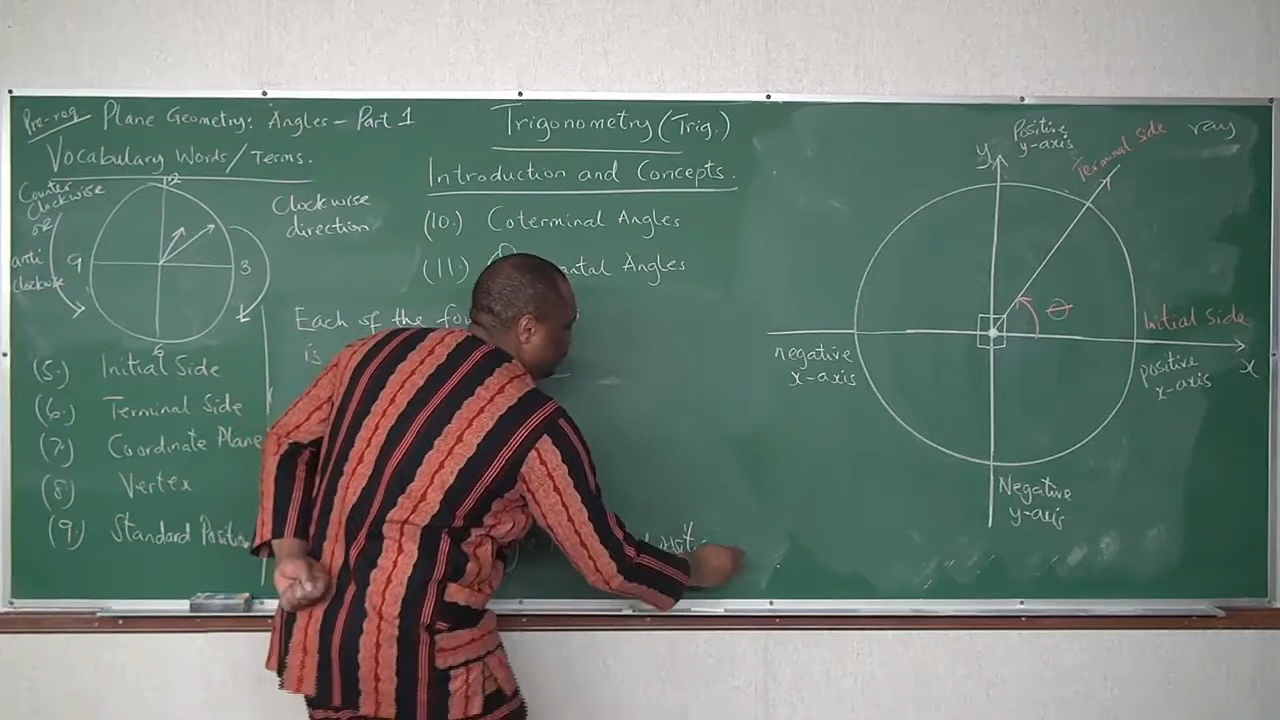 Pre-req Plane Geometry: Angles - Part 1
Vocabulary Words/Terms.
Counter
Clockwise
or
anti
clockwise
12
9
3
6
Clockwise
direction
(5.) Initial Side
(6.) Terminal Side
(7.) Coordinate Plane
(8) Vertex
(9.) Standard Position
Trigonometry (Trig.)
Introduction and Concepts.
(10.) Coterminal Angles
(11.) Angles
Each of the
is
y
Positive
y-axis
Terminal Side
ray
θ
Initial Side
positive
x-axis
x
negative
x-axis
Negative
y-axis